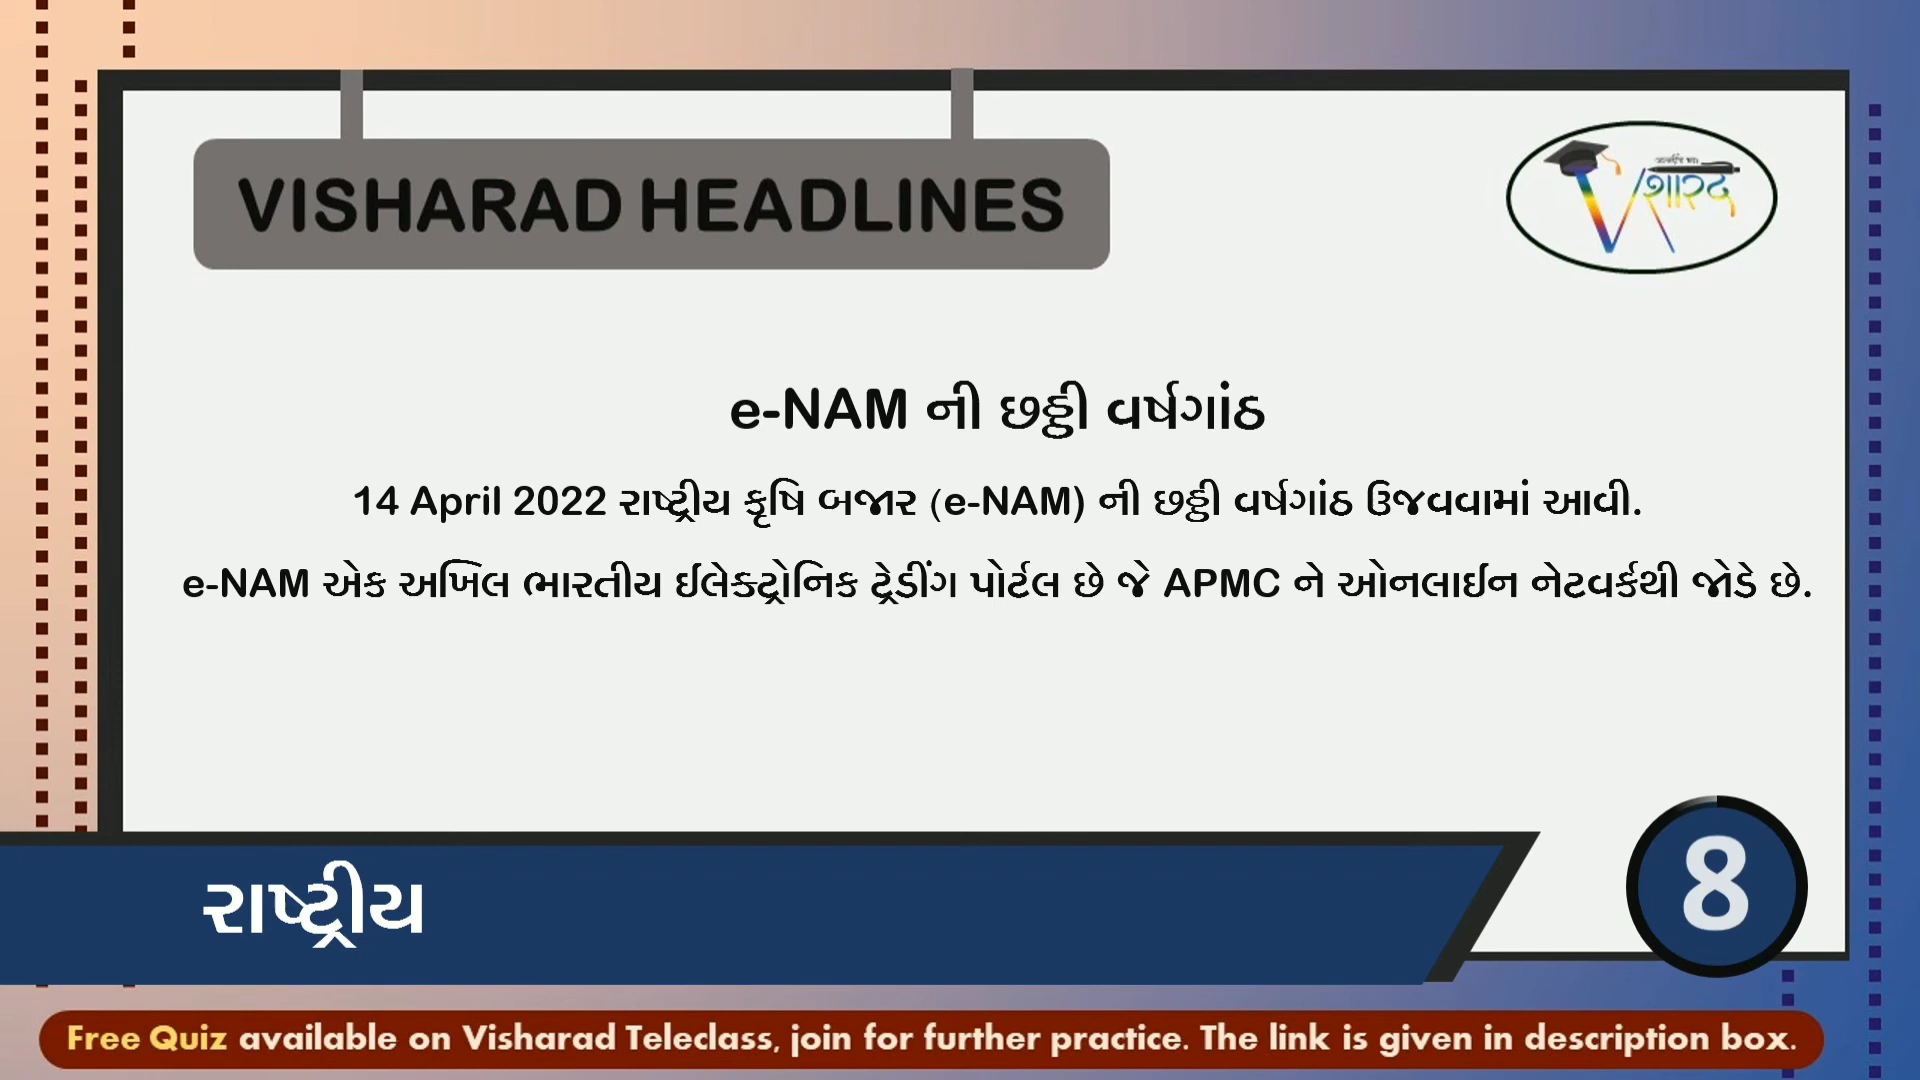 VISHARAD HEADLINES
શારદ
e-NAM ની છઠ્ઠી વર્ષગાંઠ
14 April 2022 રાષ્ટ્રીય કૃષિ બજાર (e-NAM) ની છઠ્ઠી વર્ષગાંઠ ઉજવવામાં આવી.
e-NAM એક અખિલ ભારતીય ઈલેક્ટ્રોનિક ટ્રેડીંગ પોર્ટલ છે જે APMC ને ઓનલાઈન નેટવર્કથી જોડે છે.
રાષ્ટ્રીય
8
Free Quiz available on Visharad Teleclass, join for further practice. The link is given in description box.